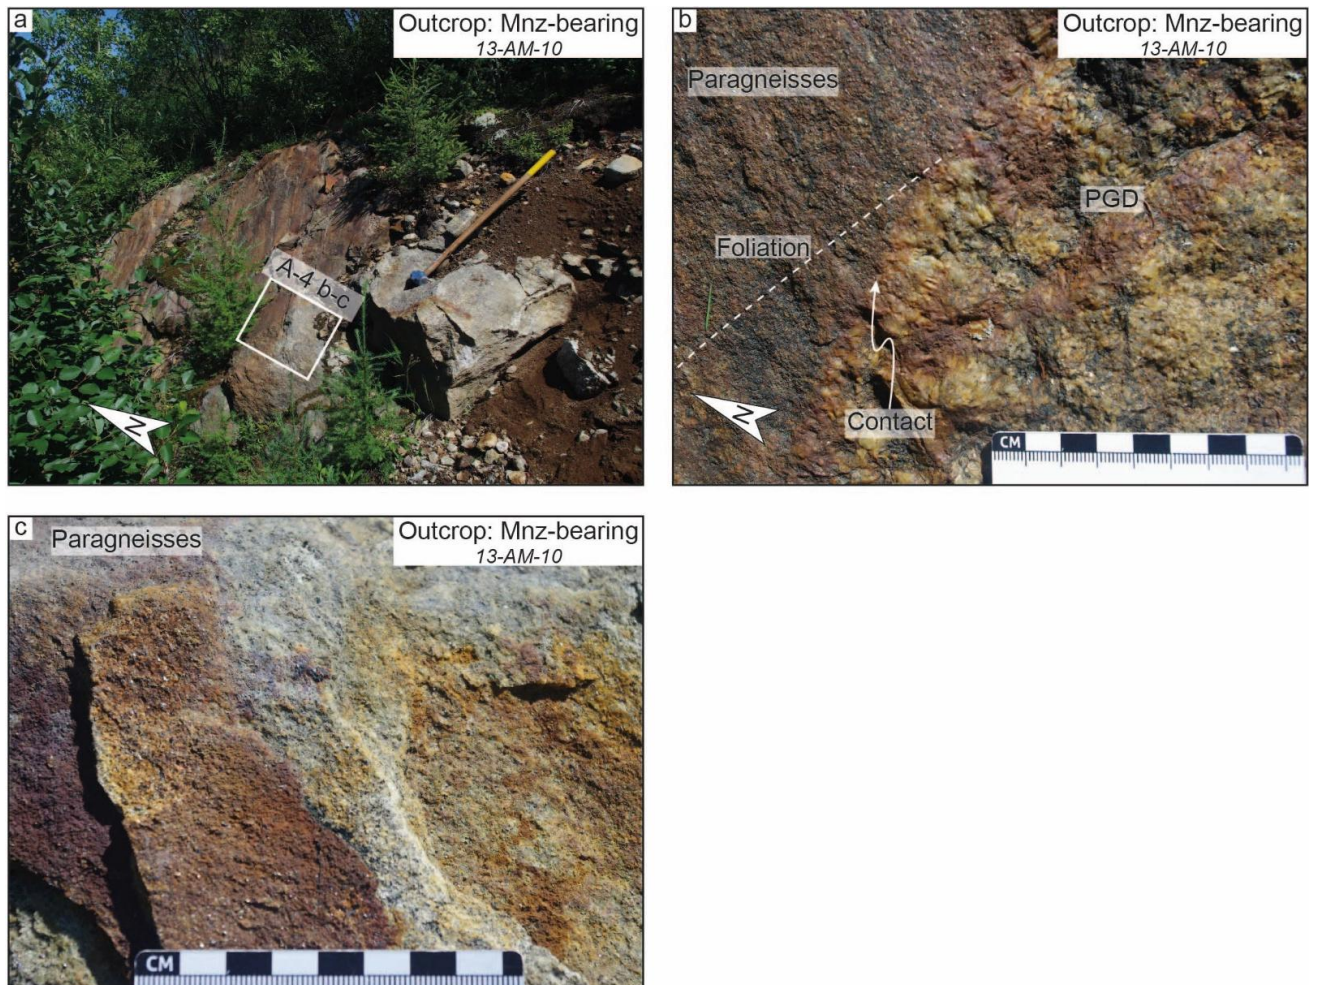 a
Outcrop: Mnz-bearing
13-AM-10
A-4 b-c
N
b
Outcrop: Mnz-bearing
13-AM-10
Paragneisses
PGD
Foliation
N
Contact
CM
c
Paragneisses
Outcrop: Mnz-bearing
13-AM-10
CM